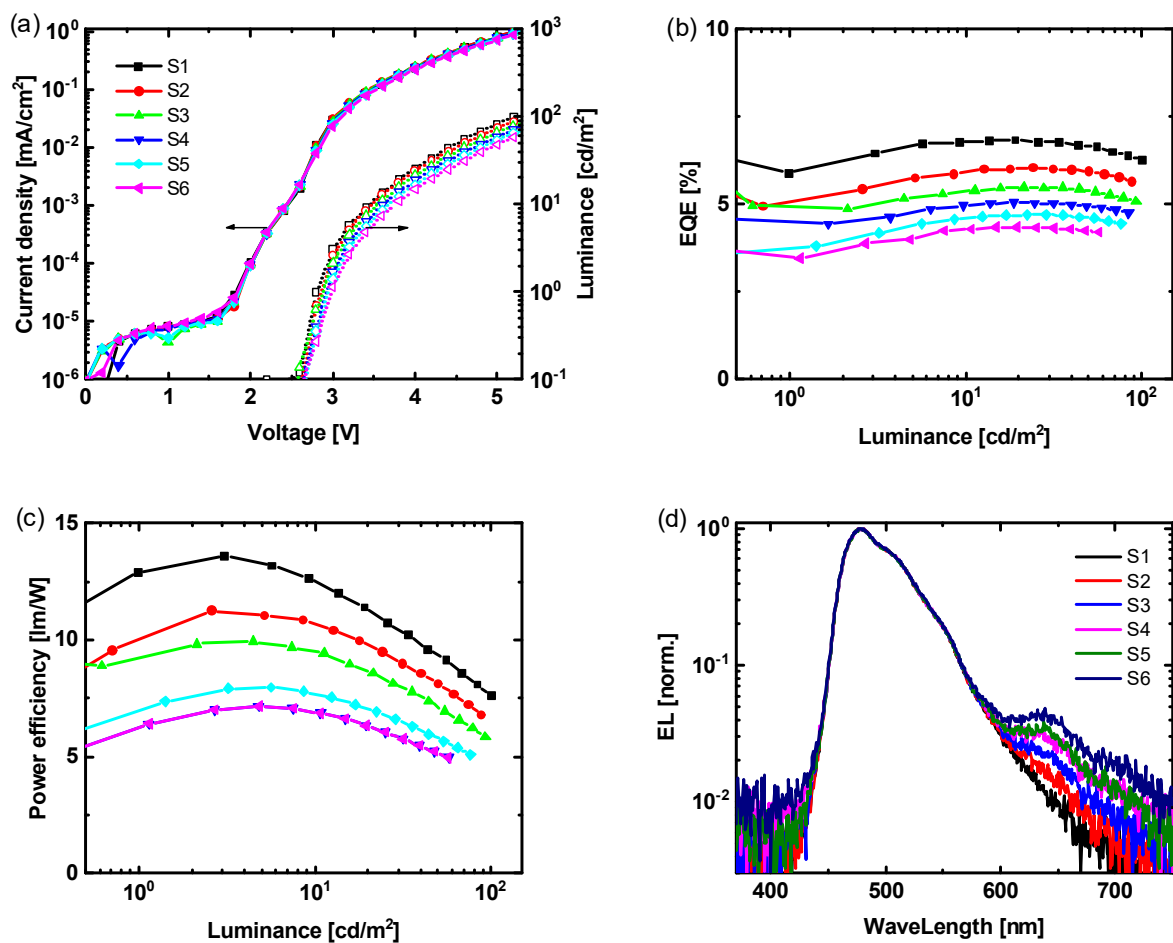 (a)
10⁰
10⁻¹
10⁻²
10⁻³
10⁻⁴
10⁻⁵
10⁻⁶
Current density [mA/cm²]
S1
S2
S3
S4
S5
S6
10³
10²
10¹
10⁰
10⁻¹
Luminance [cd/m²]
0 1 2 3 4 5
Voltage [V]
(b)
10
5
0
EQE [%]
10⁰ 10¹ 10²
Luminance [cd/m²]
(c)
15
10
5
0
Power efficiency [lm/W]
10⁰ 10¹ 10²
Luminance [cd/m²]
(d)
10⁰
10⁻¹
10⁻²
EL [norm.]
S1
S2
S3
S4
S5
S6
400 500 600 700
WaveLength [nm]